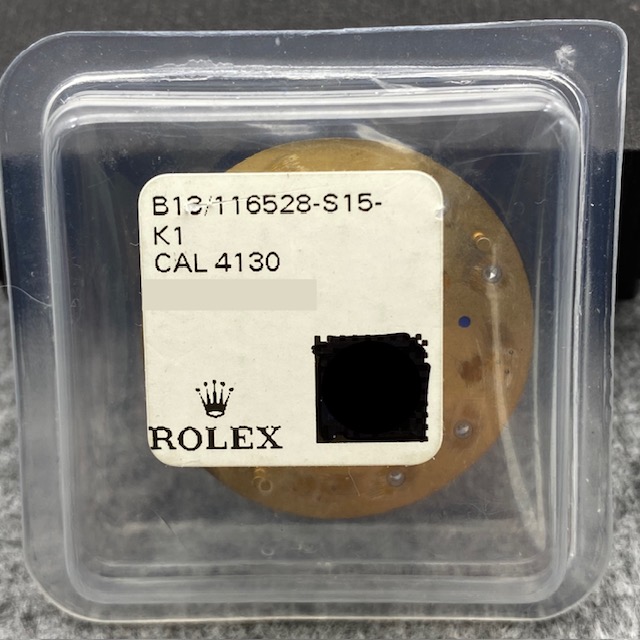 B13/116528-S15-
K1
CAL 4130
ROLEX